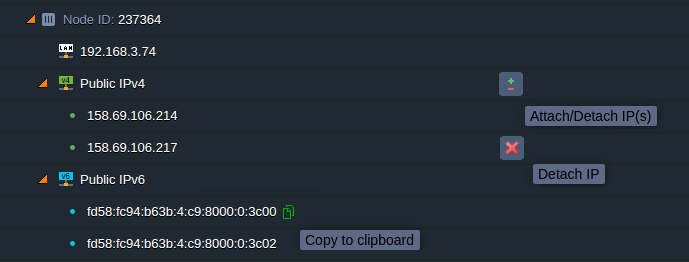 Node ID: 237364
LAN
192.168.3.74
v4
Public IPv4
158.69.106.214
Attach/Detach IP(s)
158.69.106.217
Detach IP
v6
Public IPv6
fd58:fc94:b63b:4:c9:8000:0:3c00
Copy to clipboard
fd58:fc94:b63b:4:c9:8000:0:3c02